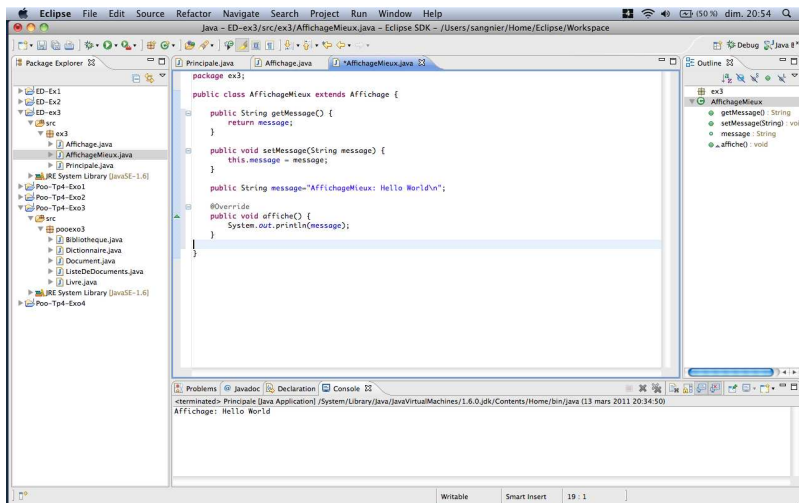 Eclipse File Edit Source Refactor Navigate Search Project Run Window Help (50 %) dim. 20:54
Java – ED-ex3/src/ex3/AffichageMieux.java – Eclipse SDK – /Users/sangnier/Home/Eclipse/Workspace
Debug Java
Package Explorer
ED-Ex1
ED-Ex2
ED-ex3
src
ex3
Affichage.java
AffichageMieux.java
Principale.java
JRE System Library [JavaSE-1.6]
Poo-Tp4-Exo1
Poo-Tp4-Exo2
Poo-Tp4-Exo3
src
pooexo3
Bibliotheque.java
Dictionnaire.java
Document.java
ListeDeDocuments.java
Livre.java
JRE System Library [JavaSE-1.6]
Poo-Tp4-Exo4
Principale.java Affichage.java *AffichageMieux.java
package ex3;
public class AffichageMieux extends Affichage {
public String getMessage() {
return message;
}
public void setMessage(String message) {
this.message = message;
}
public String message="AffichageMieux: Hello World\n";
@Override
public void affiche() {
System.out.println(message);
}
}
Outline
ex3
AffichageMieux
getMessage() : String
setMessage(String) : voi
message : String
affiche() : void
Problems Javadoc Declaration Console
<terminated> Principale [Java Application] /System/Library/Java/JavaVirtualMachines/1.6.0.jdk/Contents/Home/bin/java (13 mars 2011 20:34:50)
Affichage: Hello World
Writable Smart Insert 19 : 1